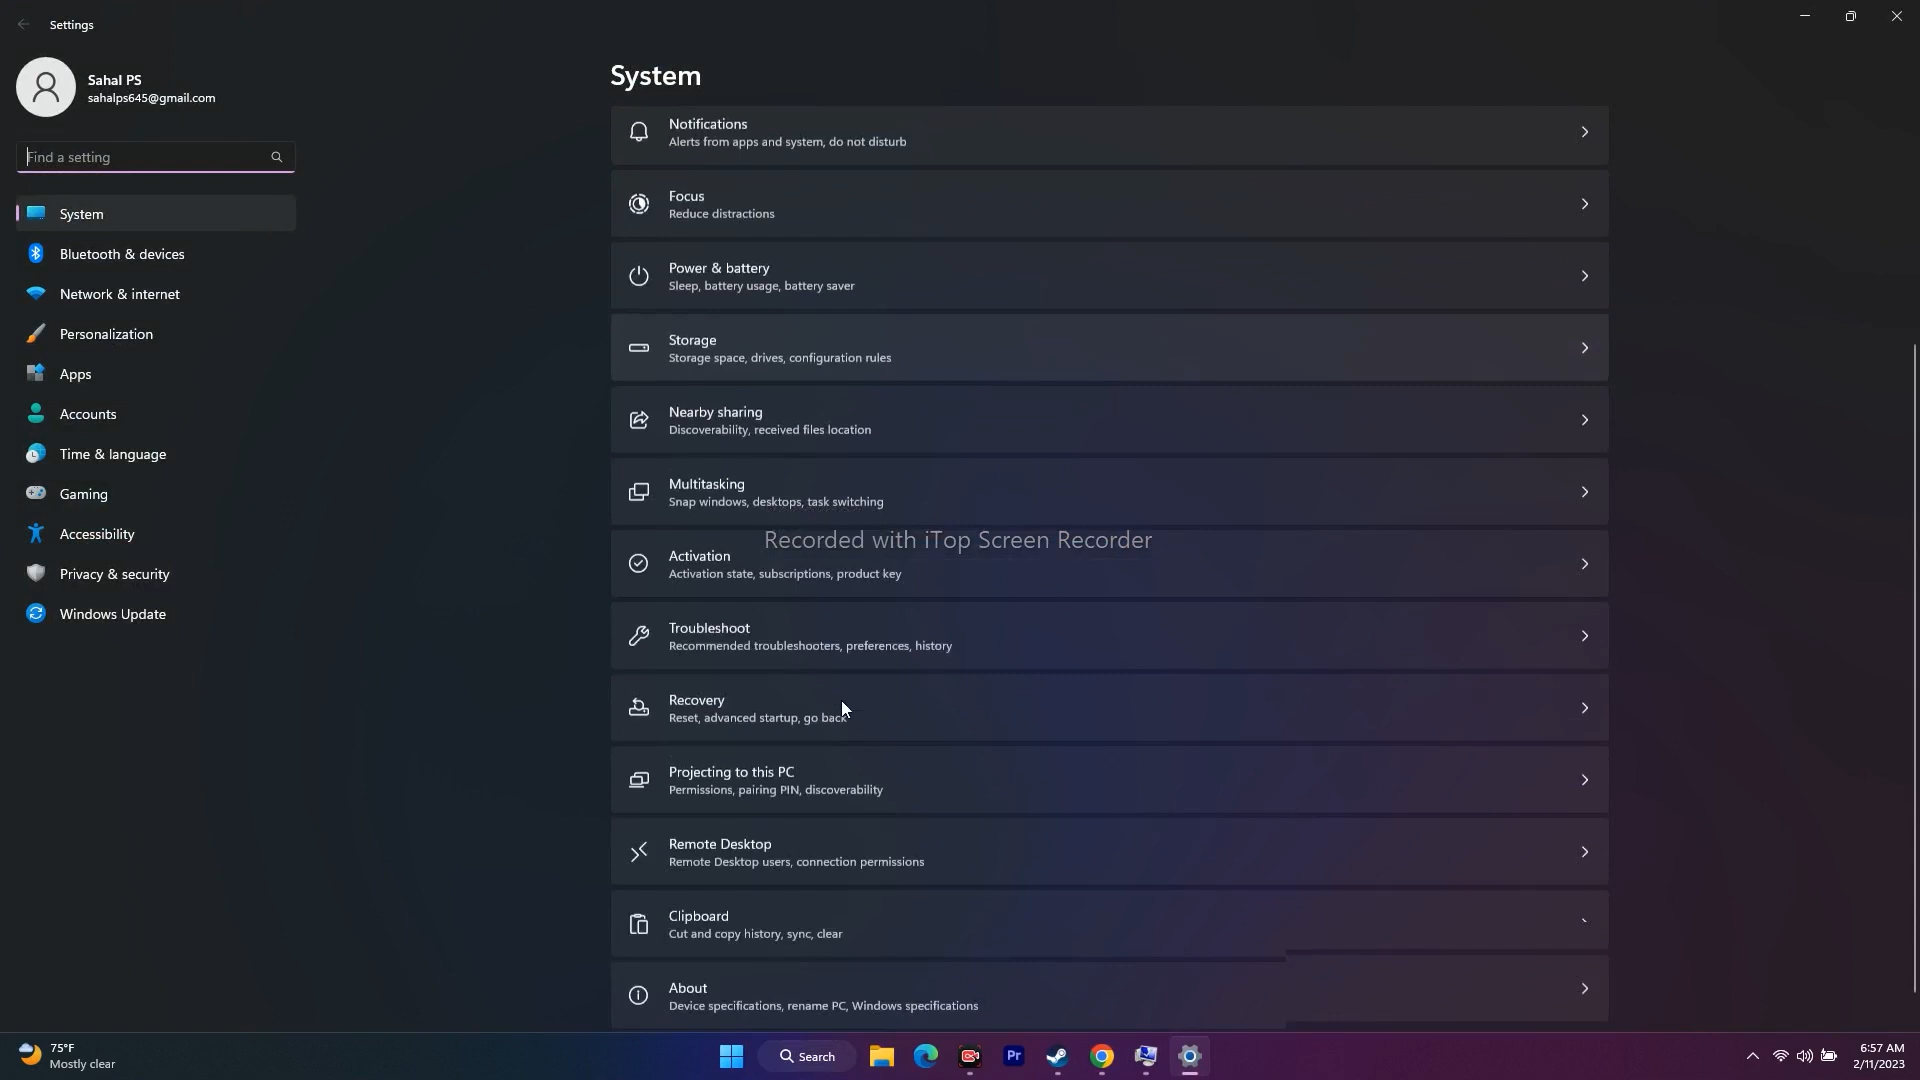 Settings
Sahal PS
sahalps645@gmail.com
Find a setting
System
Bluetooth & devices
Network & internet
Personalization
Apps
Accounts
Time & language
Gaming
Accessibility
Privacy & security
Windows Update
System
Notifications
Alerts from apps and system, do not disturb
Focus
Reduce distractions
Power & battery
Sleep, battery usage, battery saver
Storage
Storage space, drives, configuration rules
Nearby sharing
Discoverability, received files location
Multitasking
Snap windows, desktops, task switching
Recorded with iTop Screen Recorder
Activation
Activation state, subscriptions, product key
Troubleshoot
Recommended troubleshooters, preferences, history
Recovery
Reset, advanced startup, go back
Projecting to this PC
Permissions, pairing PIN, discoverability
Remote Desktop
Remote Desktop users, connection permissions
Clipboard
Cut and copy history, sync, clear
About
Device specifications, rename PC, Windows specifications
75°F
Mostly clear
Search
Pr
6:57 AM
2/11/2023